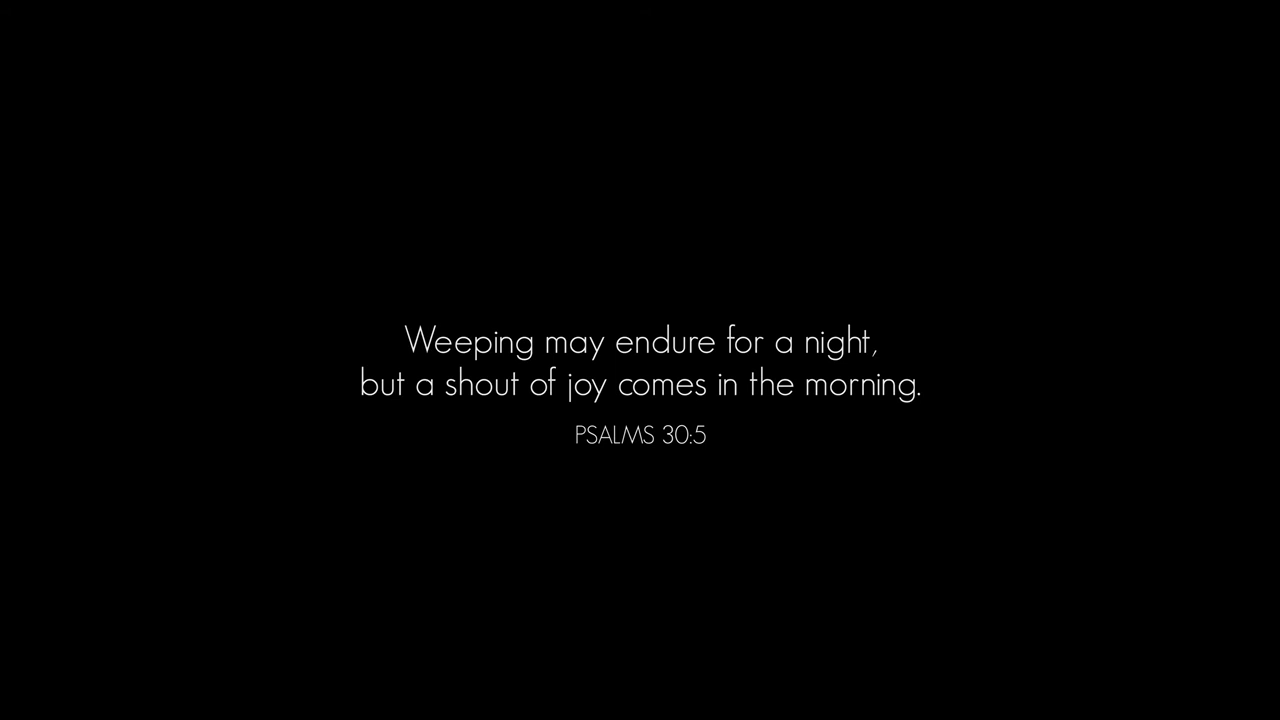 Weeping may endure for a night,
but a shout of joy comes in the morning.
PSALMS 30:5